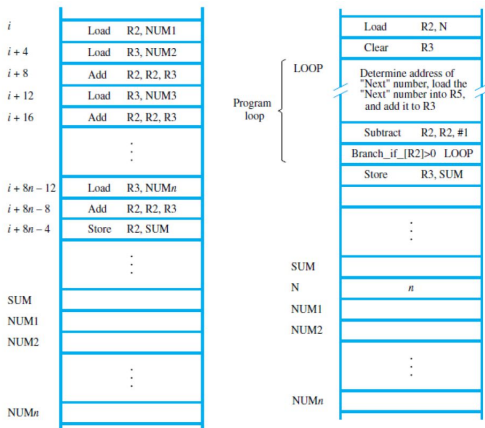 i
Load R2, NUM1
i + 4
Load R3, NUM2
i + 8
Add R2, R2, R3
i + 12
Load R3, NUM3
i + 16
Add R2, R2, R3
i + 8n – 12
Load R3, NUMn
i + 8n – 8
Add R2, R2, R3
i + 8n – 4
Store R2, SUM
SUM
NUM1
NUM2
NUMn
Load R2, N
Clear R3
LOOP
Determine address of
"Next" number, load the
"Next" number into R5,
and add it to R3
Program
loop
Subtract R2, R2, #1
Branch_if_[R2]>0 LOOP
Store R3, SUM
SUM
N
n
NUM1
NUM2
NUMn